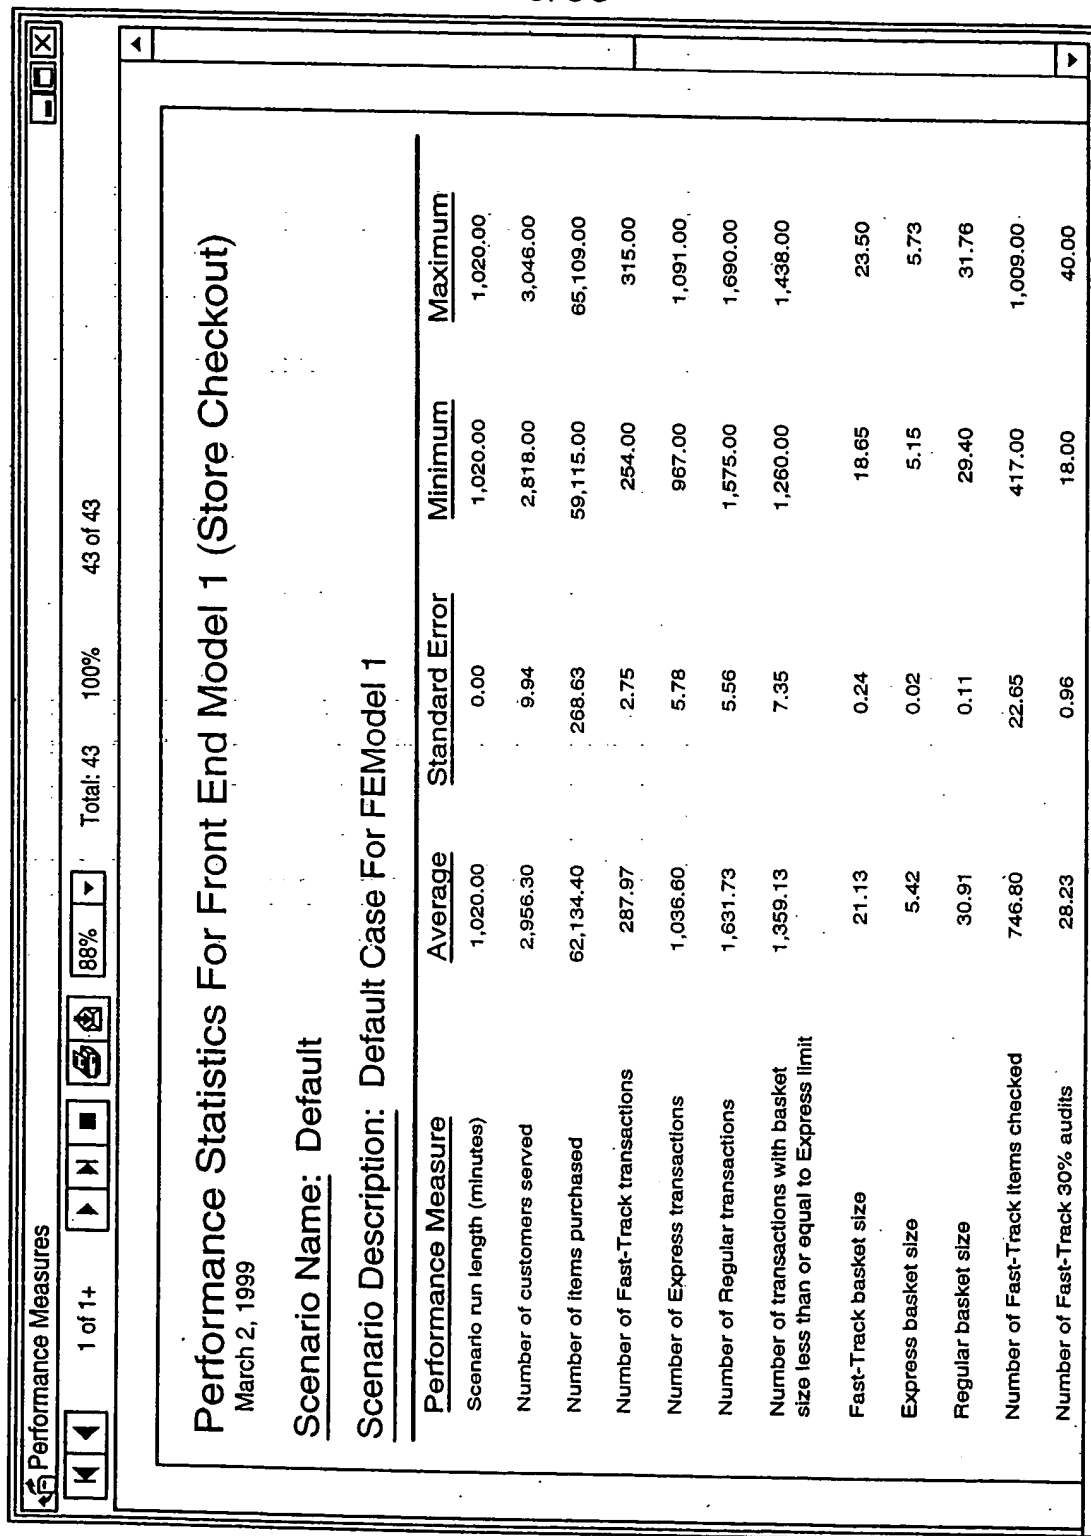 Performance Measures
1 of 1+ 88% Total: 43 100% 43 of 43
Performance Statistics For Front End Model 1 (Store Checkout)
March 2, 1999
Scenario Name: Default
Scenario Description: Default Case For FEModel 1
Performance Measure Average Standard Error Minimum Maximum
Scenario run length (minutes) 1,020.00 0.00 1,020.00 1,020.00
Number of customers served 2,956.30 9.94 2,818.00 3,046.00
Number of items purchased 62,134.40 268.63 59,115.00 65,109.00
Number of Fast-Track transactions 287.97 2.75 254.00 315.00
Number of Express transactions 1,036.60 5.78 967.00 1,091.00
Number of Regular transactions 1,631.73 5.56 1,575.00 1,690.00
Number of transactions with basket 1,359.13 7.35 1,260.00 1,438.00
size less than or equal to Express limit
Fast-Track basket size 21.13 0.24 18.65 23.50
Express basket size 5.42 0.02 5.15 5.73
Regular basket size 30.91 0.11 29.40 31.76
Number of Fast-Track items checked 746.80 22.65 417.00 1,009.00
Number of Fast-Track 30% audits 28.23 0.96 18.00 40.00